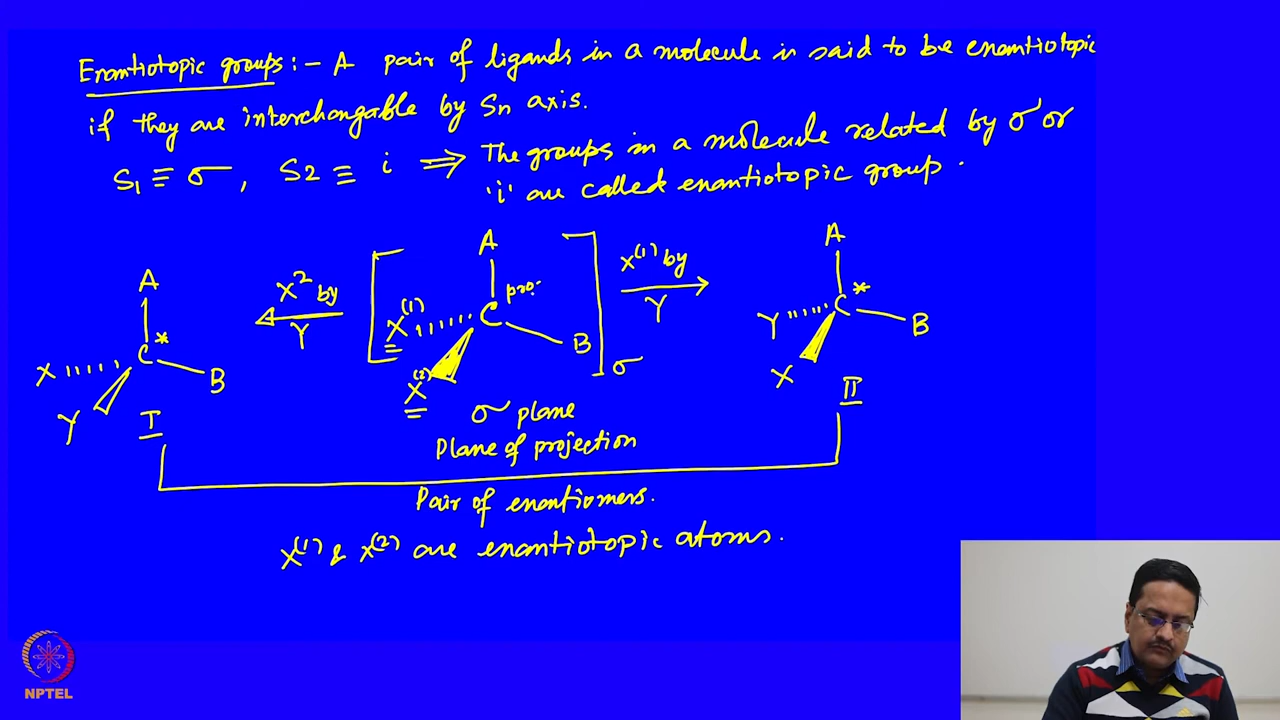 Enantiotopic groups:- A pair of ligands in a molecule is said to be enantiotopic
if they are interchangable by Sn axis.
S1 ≡ σ, S2 ≡ i ⇒ The groups in a molecule related by σ or
'i' are called enantiotopic group.
A
A
A
X² by
Y
X(1) by
Y
X(1)
C
pro.
X
C
*
B
X(2)
B
σ
Y
C
*
B
Y
I
X
II
σ plane
Plane of projection
Pair of enantiomers.
X(1) & X(2) are enantiotopic atoms.
NPTEL